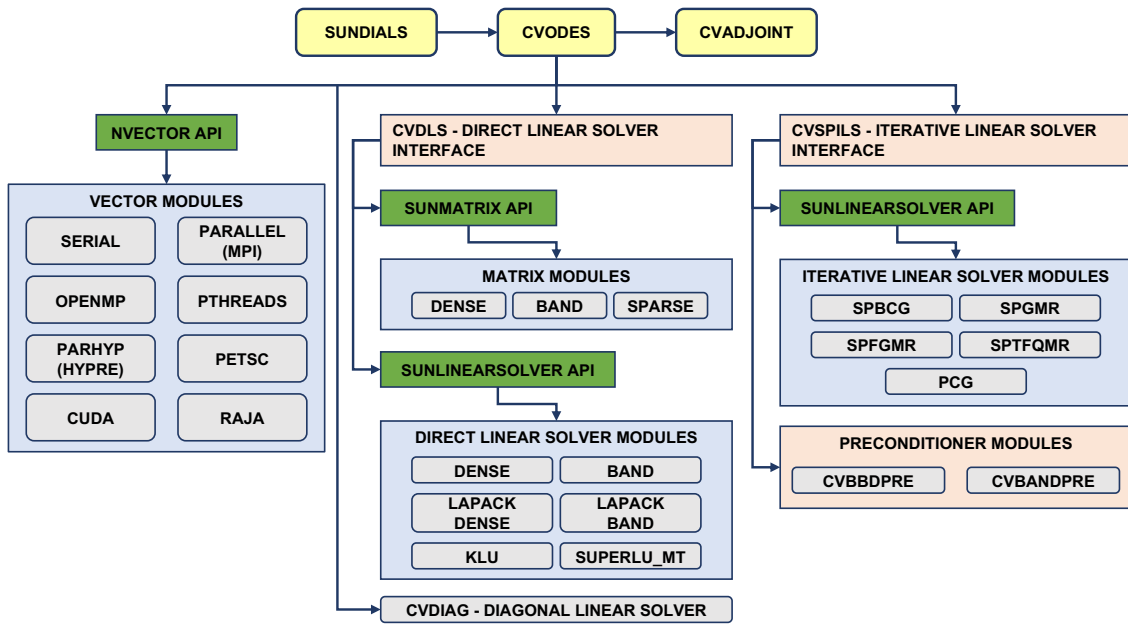 SUNDIALS
CVODES
CVADJOINT
NVECTOR API
VECTOR MODULES
SERIAL
PARALLEL
(MPI)
OPENMP
PTHREADS
PARHYP
(HYPRE)
PETSC
CUDA
RAJA
CVDLS - DIRECT LINEAR SOLVER
INTERFACE
SUNMATRIX API
MATRIX MODULES
DENSE
BAND
SPARSE
SUNLINEARSOLVER API
DIRECT LINEAR SOLVER MODULES
DENSE
BAND
LAPACK
DENSE
LAPACK
BAND
KLU
SUPERLU_MT
CVDIAG - DIAGONAL LINEAR SOLVER
CVSPILS - ITERATIVE LINEAR SOLVER
INTERFACE
SUNLINEARSOLVER API
ITERATIVE LINEAR SOLVER MODULES
SPBCG
SPGMR
SPFGMR
SPTFQMR
PCG
PRECONDITIONER MODULES
CVBBDPRE
CVBANDPRE